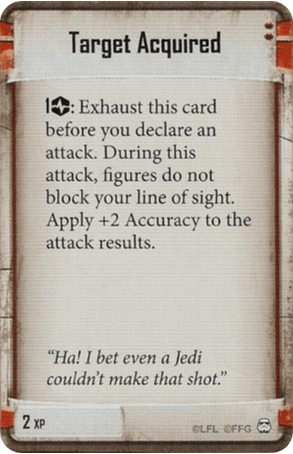 Target Acquired
1: Exhaust this card
before you declare an
attack. During this
attack, figures do not
block your line of sight.
Apply +2 Accuracy to the
attack results.
“Ha! I bet even a Jedi
couldn’t make that shot.”
2 XP
©LFL ©FFG